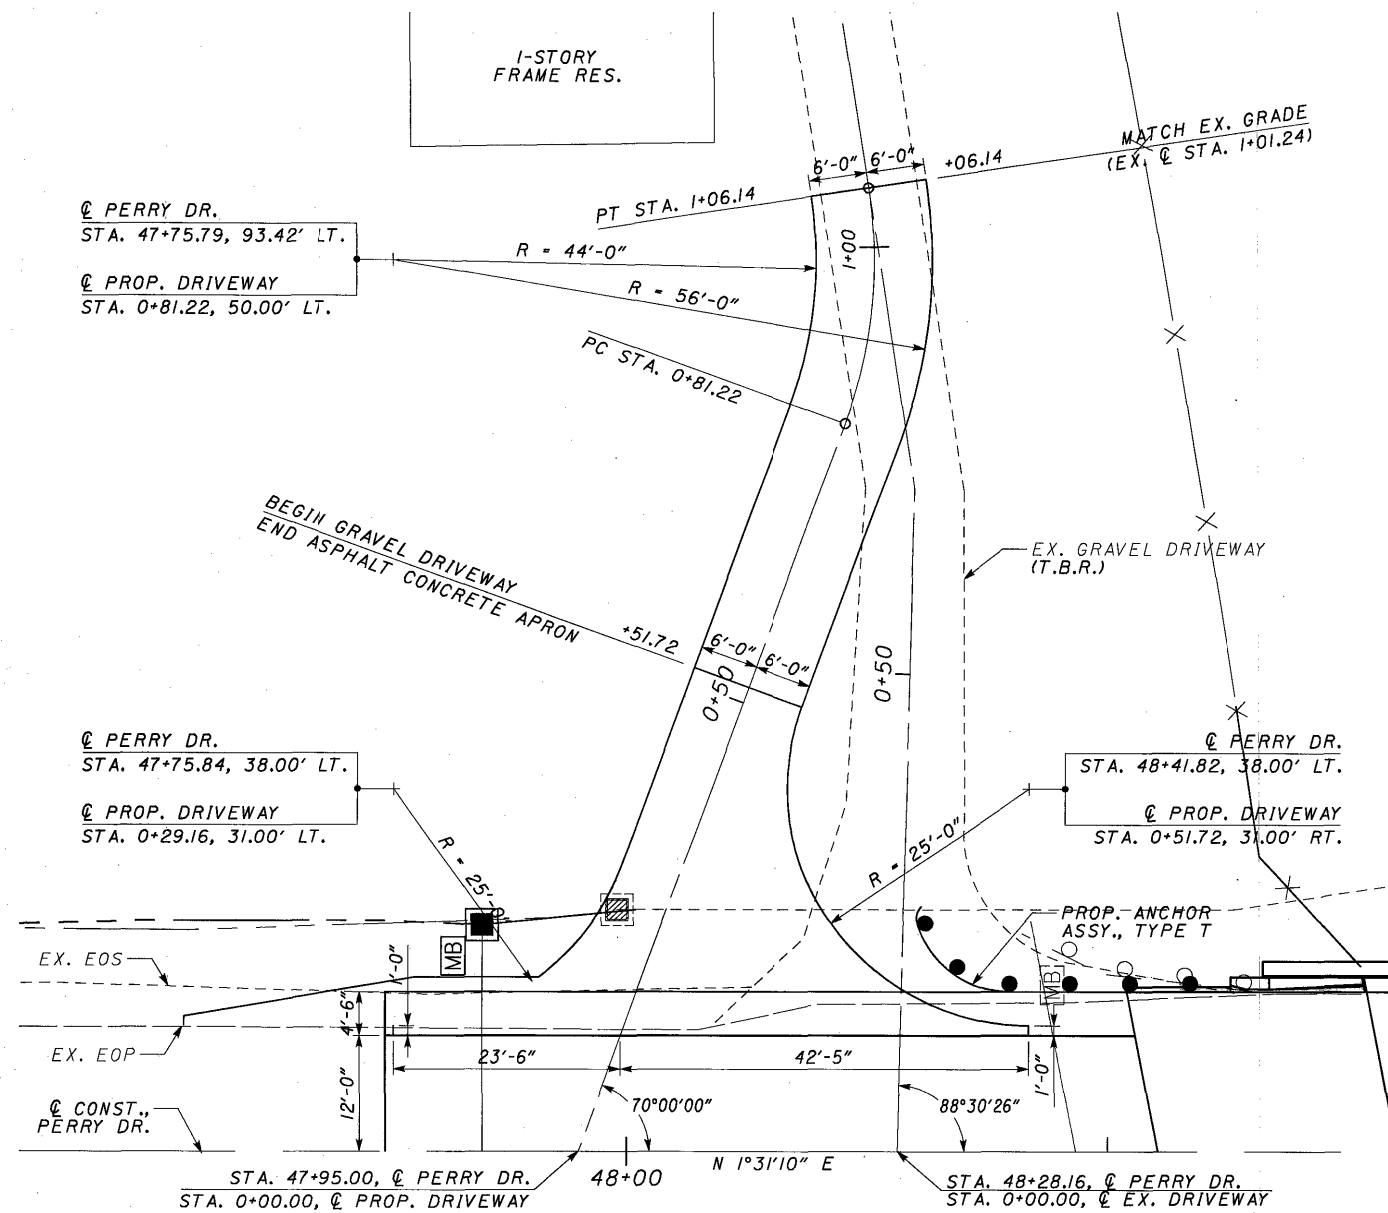 1-STORY
FRAME RES.
MATCH EX. GRADE
(EX. ℄ STA. 1+01.24)
6'-0" 6'-0"
+06.14
PT STA. 1+06.14
℄ PERRY DR.
STA. 47+75.79, 93.42' LT.
℄ PROP. DRIVEWAY
STA. 0+81.22, 50.00' LT.
R = 44'-0"
1+00
R = 56'-0"
PC STA. 0+81.22
BEGIN GRAVEL DRIVEWAY
END ASPHALT CONCRETE APRON
EX. GRAVEL DRIVEWAY
(T.B.R.)
+51.72
6'-0"
6'-0"
0+50
0+50
℄ PERRY DR.
STA. 47+75.84, 38.00' LT.
℄ PROP. DRIVEWAY
STA. 0+29.16, 31.00' LT.
℄ PERRY DR.
STA. 48+41.82, 38.00' LT.
℄ PROP. DRIVEWAY
STA. 0+51.72, 31.00' RT.
R = 25'-0"
R = 25'-0"
PROP. ANCHOR
ASSY., TYPE T
MB
MB
EX. EOS
1'-0"
4'-6"
EX. EOP
23'-6"
42'-5"
1'-0"
12'-0"
70°00'00"
88°30'26"
℄ CONST.,
PERRY DR.
N 1°31'10" E
STA. 47+95.00, ℄ PERRY DR.
STA. 0+00.00, ℄ PROP. DRIVEWAY
48+00
STA. 48+28.16, ℄ PERRY DR.
STA. 0+00.00, ℄ EX. DRIVEWAY